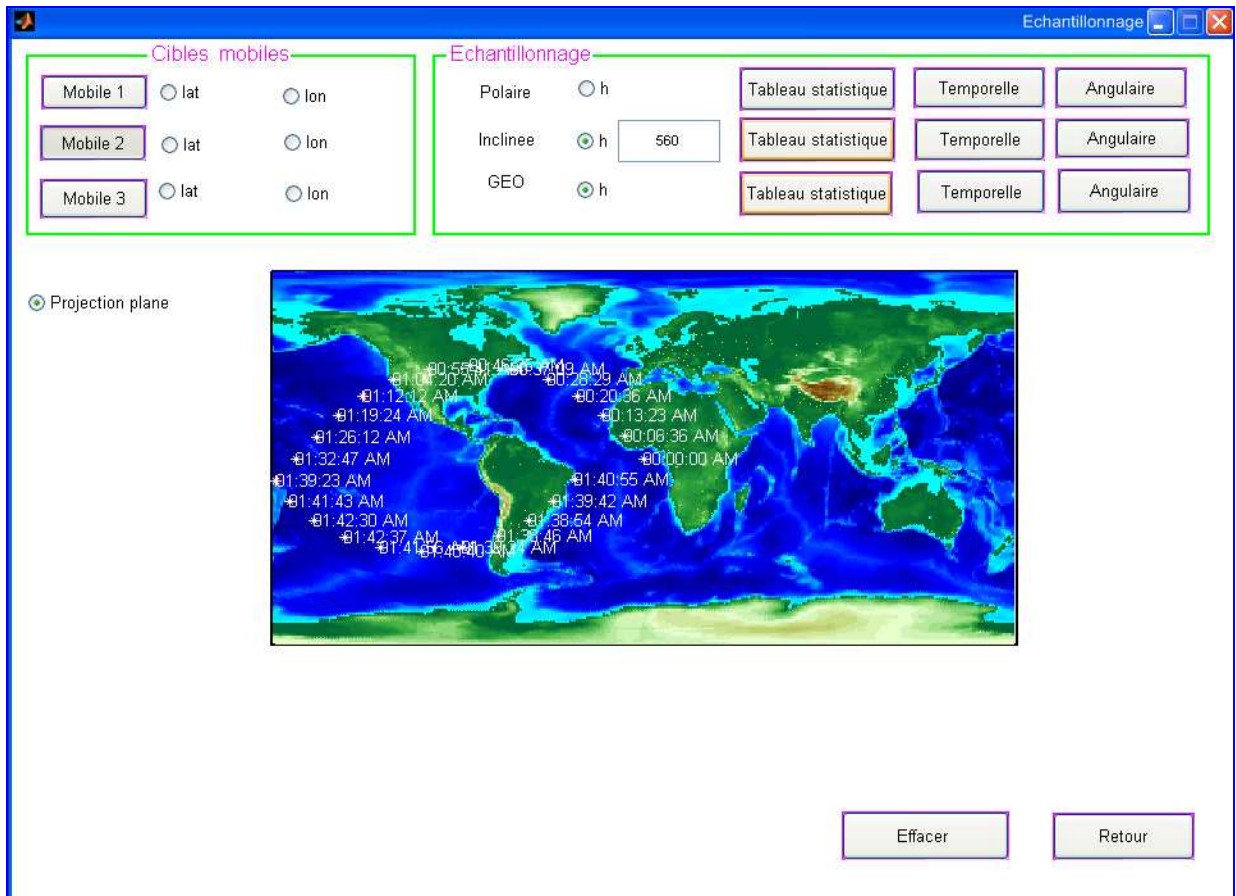 Echantillonnage
Cibles mobiles
Mobile 1 lat lon
Mobile 2 lat lon
Mobile 3 lat lon
Echantillonnage
Polaire h Tableau statistique Temporelle Angulaire
Inclinee h 560 Tableau statistique Temporelle Angulaire
GEO h Tableau statistique Temporelle Angulaire
Projection plane
00:37:49 AM
01:04:20 AM
00:28:29 AM
01:12:12 AM
00:20:36 AM
01:19:24 AM
00:13:23 AM
01:26:12 AM
00:06:36 AM
01:32:47 AM
00:00:00 AM
01:39:23 AM
01:40:55 AM
01:41:43 AM
01:39:42 AM
01:42:30 AM
01:38:54 AM
01:42:37 AM
Effacer
Retour